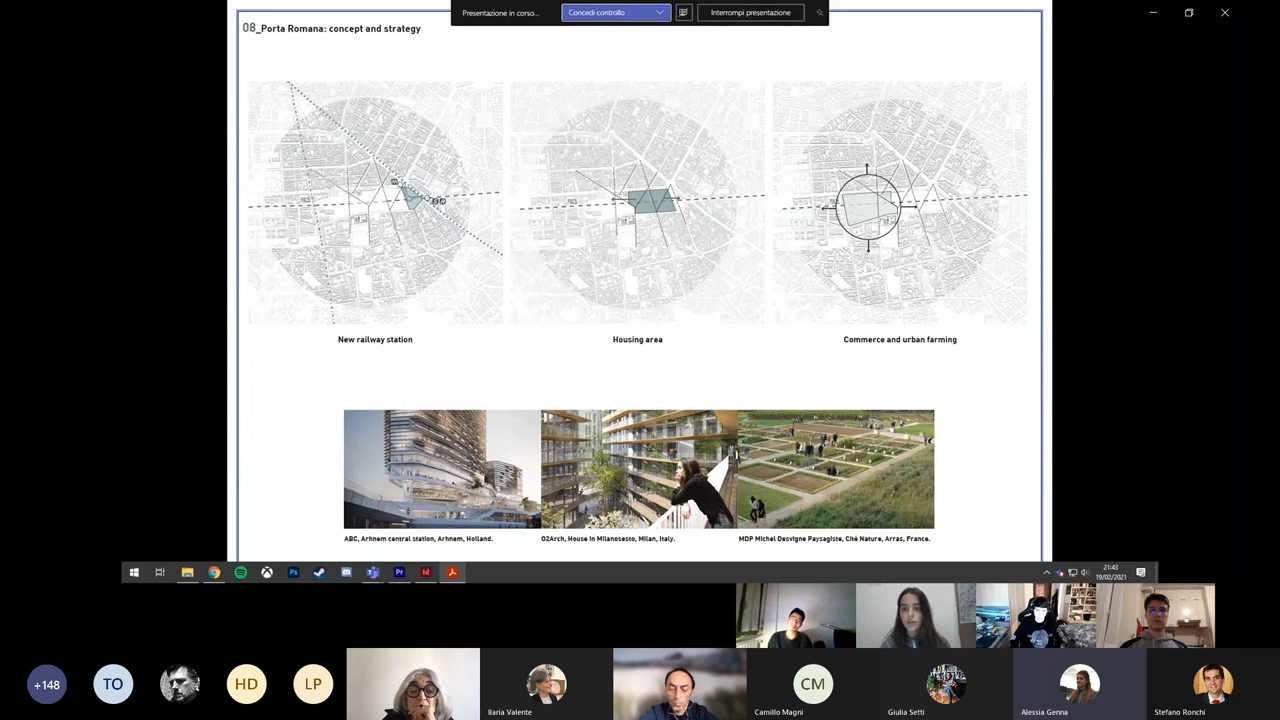 Presentazione in corso...
Concedi controllo
Interrompi presentazione
08_Porta Romana: concept and strategy
New railway station
Housing area
Commerce and urban farming
ABC, Arhnem central station, Arhnem, Holland.
O2Arch, House in Milanosesto, Milan, Italy.
MDP Michel Desvigne Paysagiste, Cité Nature, Arras, France.
21:43
19/02/2021
+148
TO
HD
LP
Ilaria Valente
CM
Camillo Magni
Giulia Setti
Alessia Genna
Stefano Ronchi